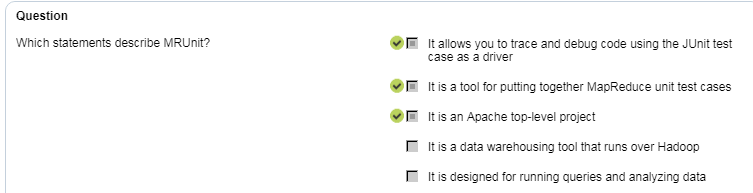 Question
Which statements describe MRUnit?
It allows you to trace and debug code using the JUnit test
case as a driver
It is a tool for putting together MapReduce unit test cases
It is an Apache top-level project
It is a data warehousing tool that runs over Hadoop
It is designed for running queries and analyzing data